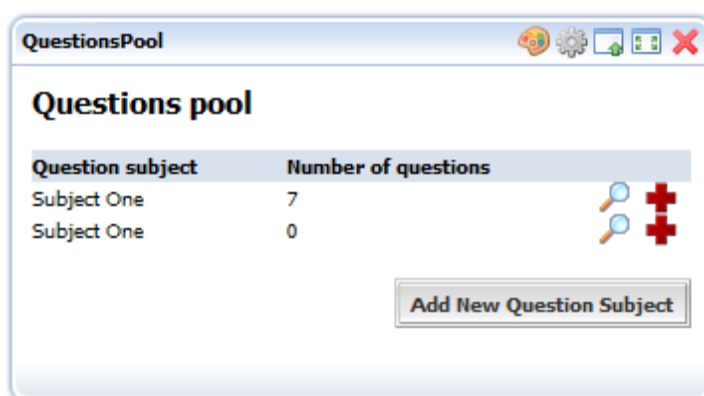 QuestionsPool
Questions pool
Question subject Number of questions
Subject One 7
Subject One 0
Add New Question Subject